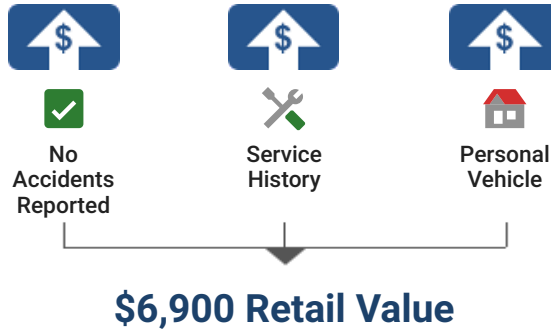 $ $ $
No Accidents Reported
Service History
Personal Vehicle
$6,900 Retail Value